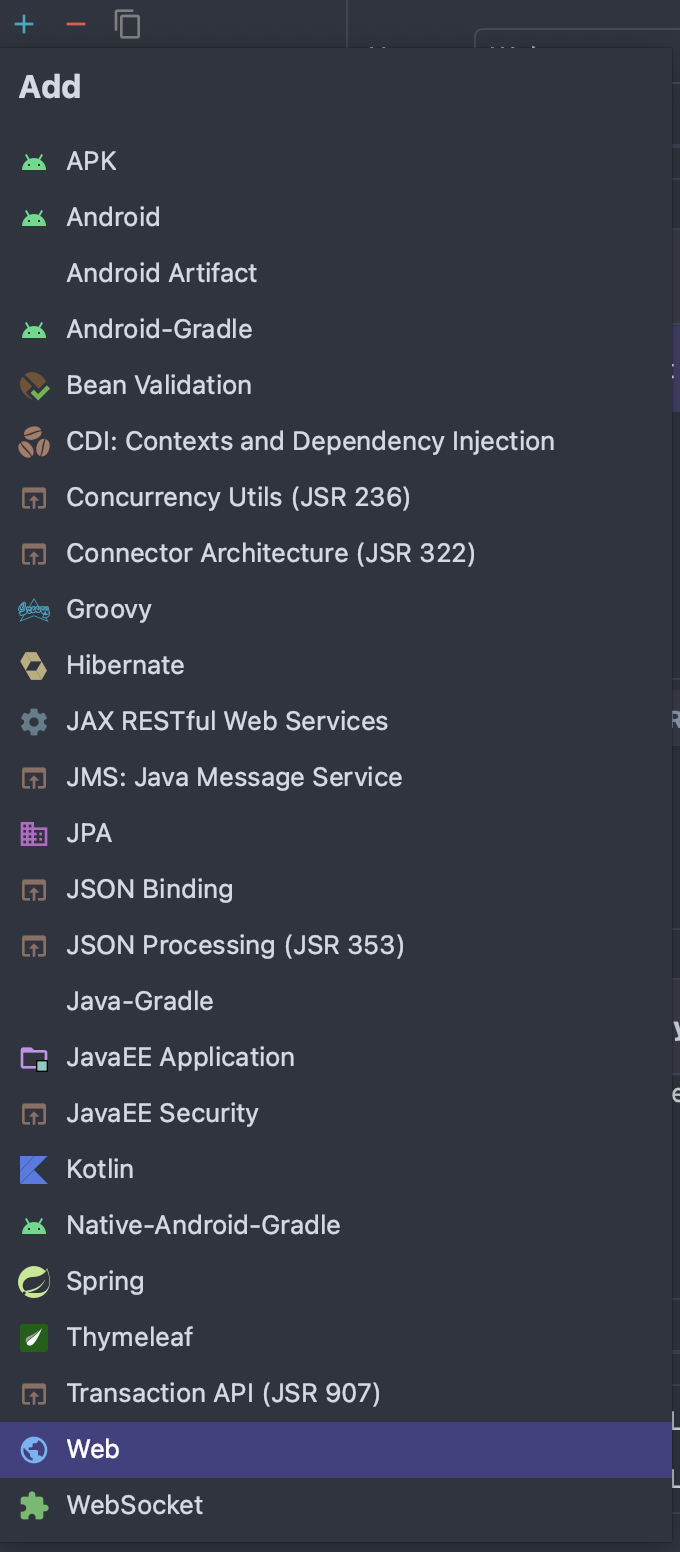 Add
APK
Android
Android Artifact
Android-Gradle
Bean Validation
CDI: Contexts and Dependency Injection
Concurrency Utils (JSR 236)
Connector Architecture (JSR 322)
Groovy
Hibernate
JAX RESTful Web Services
JMS: Java Message Service
JPA
JSON Binding
JSON Processing (JSR 353)
Java-Gradle
JavaEE Application
JavaEE Security
Kotlin
Native-Android-Gradle
Spring
Thymeleaf
Transaction API (JSR 907)
Web
WebSocket